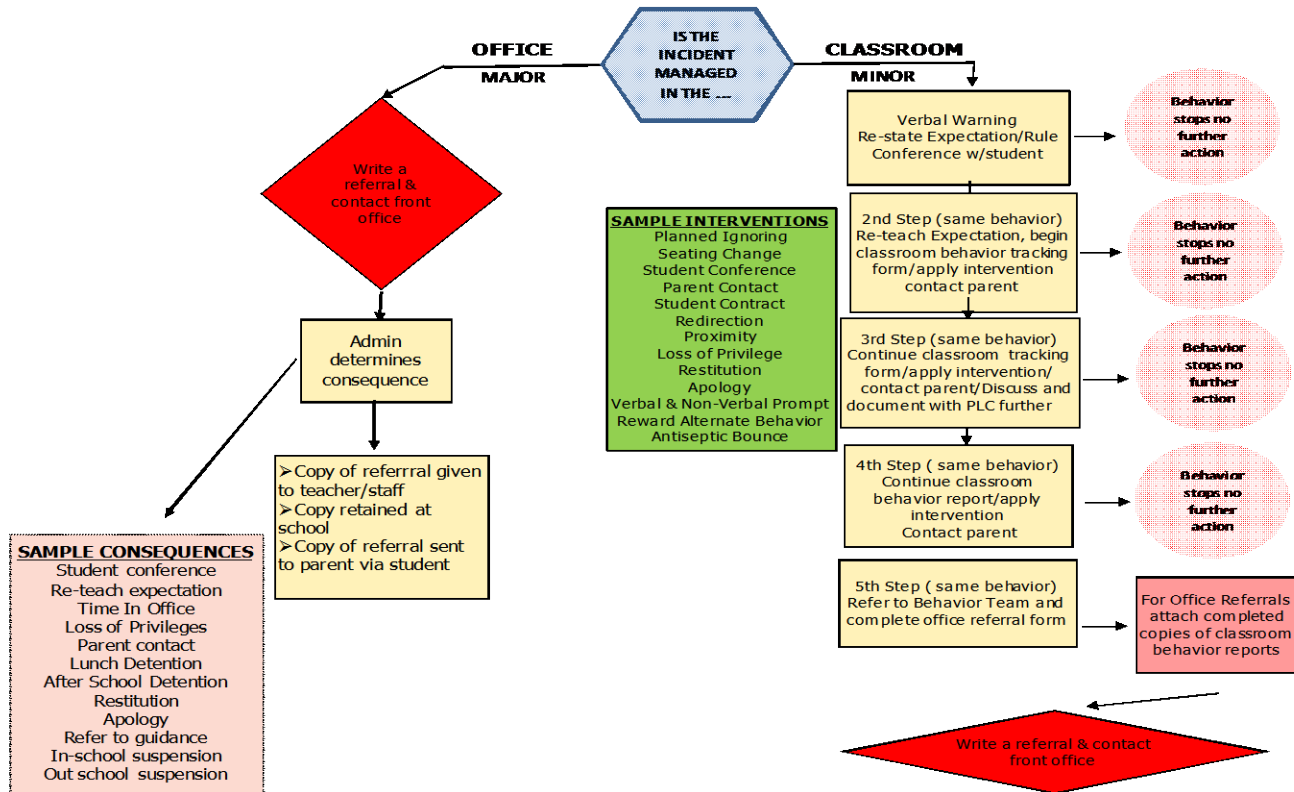 IS THE
INCIDENT
MANAGED
IN THE ....
OFFICE
MAJOR
CLASSROOM
MINOR
Write a
referral &
contact front
office
Admin
determines
consequence
➤Copy of referrral given
to teacher/staff
➤Copy retained at
school
➤Copy of referral sent
to parent via student
SAMPLE CONSEQUENCES
Student conference
Re-teach expectation
Time In Office
Loss of Privileges
Parent contact
Lunch Detention
After School Detention
Restitution
Apology
Refer to guidance
In-school suspension
Out school suspension
SAMPLE INTERVENTIONS
Planned Ignoring
Seating Change
Student Conference
Parent Contact
Student Contract
Redirection
Proximity
Loss of Privilege
Restitution
Apology
Verbal & Non-Verbal Prompt
Reward Alternate Behavior
Antiseptic Bounce
Verbal Warning
Re-state Expectation/Rule
Conference w/student
Behavior
stops no
further
action
2nd Step (same behavior)
Re-teach Expectation, begin
classroom behavior tracking
form/apply intervention
contact parent
Behavior
stops no
further
action
3rd Step (same behavior)
Continue classroom tracking
form/apply intervention/
contact parent/Discuss and
document with PLC further
Behavior
stops no
further
action
4th Step ( same behavior)
Continue classroom
behavior report/apply
intervention
Contact parent
Behavior
stops no
further
action
5th Step ( same behavior)
Refer to Behavior Team and
complete office referral form
For Office Referrals
attach completed
copies of classroom
behavior reports
Write a referral & contact
front office